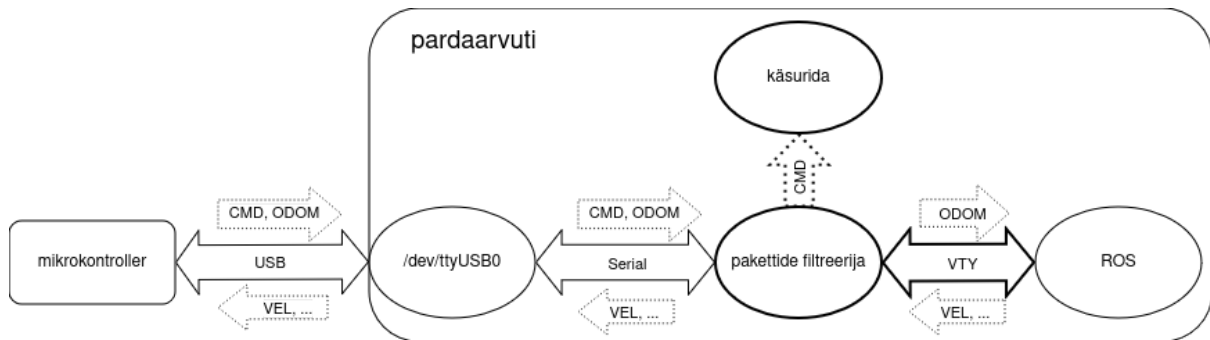 pardaarvuti
käsurida
CMD
CMD, ODOM
CMD, ODOM
ODOM
mikrokontroller
USB
/dev/ttyUSB0
Serial
pakettide filtreerija
VTY
ROS
VEL, ...
VEL, ...
VEL, ...